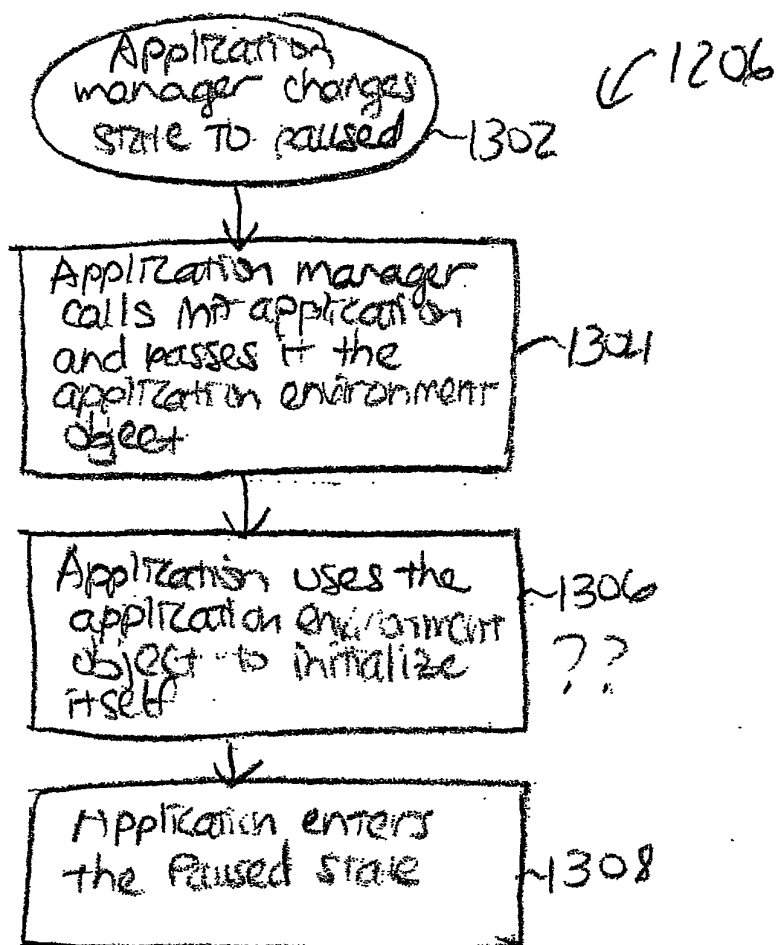 Application
manager changes
state to paused
1206
1302
Application manager
calls application
and passes it the
application environment
object
1304
Application uses the
application environment
object to initialize
itself
1306
??
Application enters
the Paused state
1308